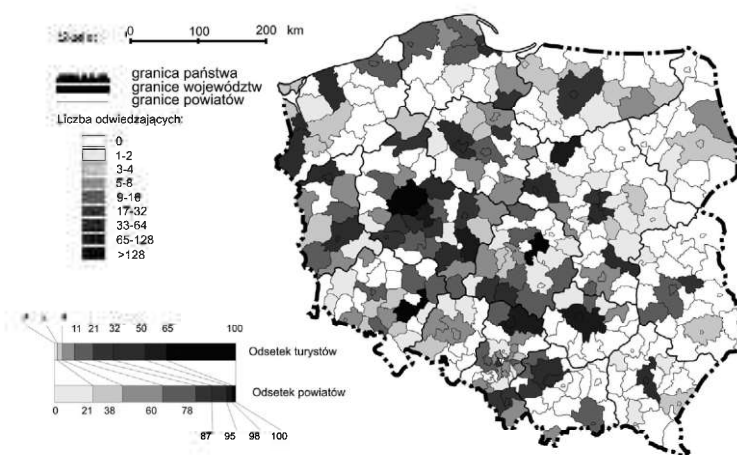 0 100 200 km
granica państwa
granice województw
granice powiatów
Liczba odwiedzających:
0
1-2
3-4
5-8
9-16
17-32
33-64
65-128
>128
11 21 32 50 65 100
Odsetek turystów
Odsetek powiatów
0 21 38 60 78
87 95 98 100